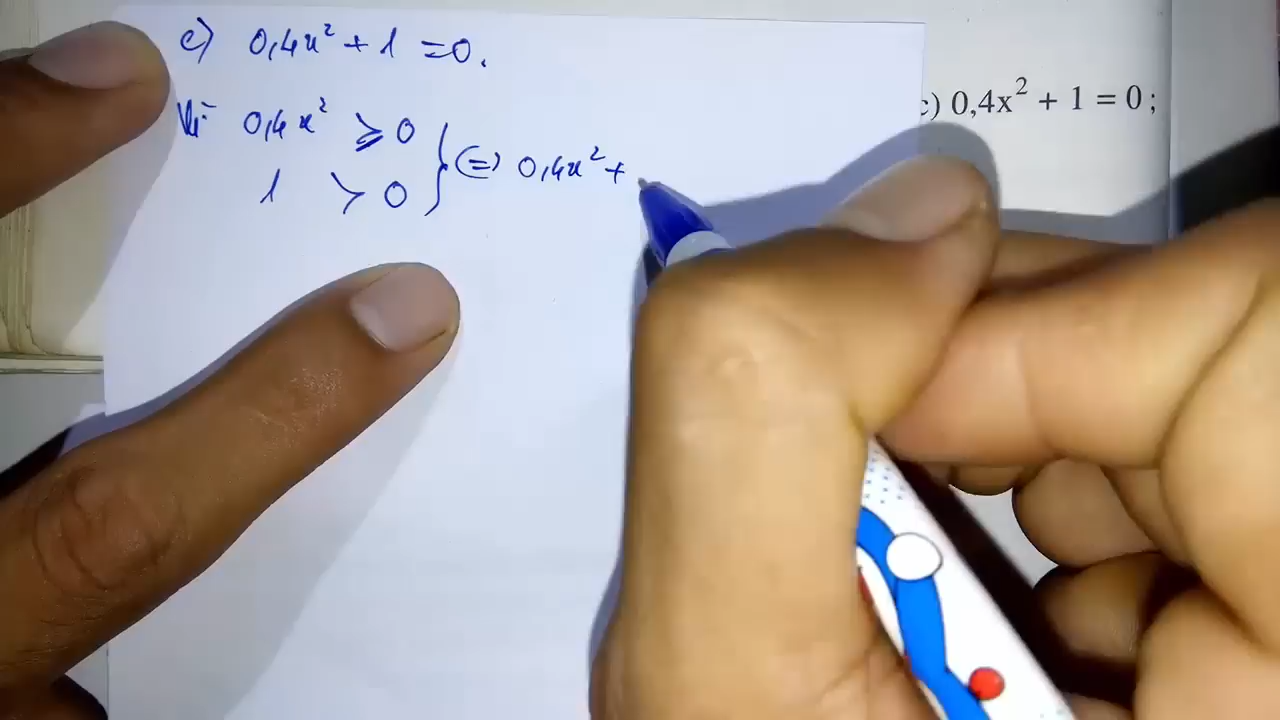 c) 0,4x² + 1 = 0.
c) 0,4x² + 1 = 0 ;
Vì 0,4x² ⩾ 0
1 > 0
} (=) 0,4x² +